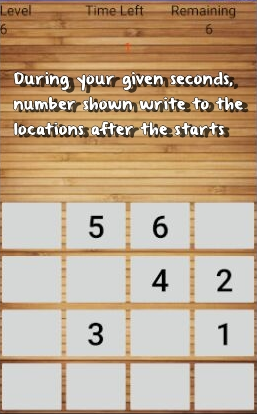 Level Time Left Remaining
6 6
During your given seconds,
number shown write to the
locations after the starts
5 6
4 2
3 1